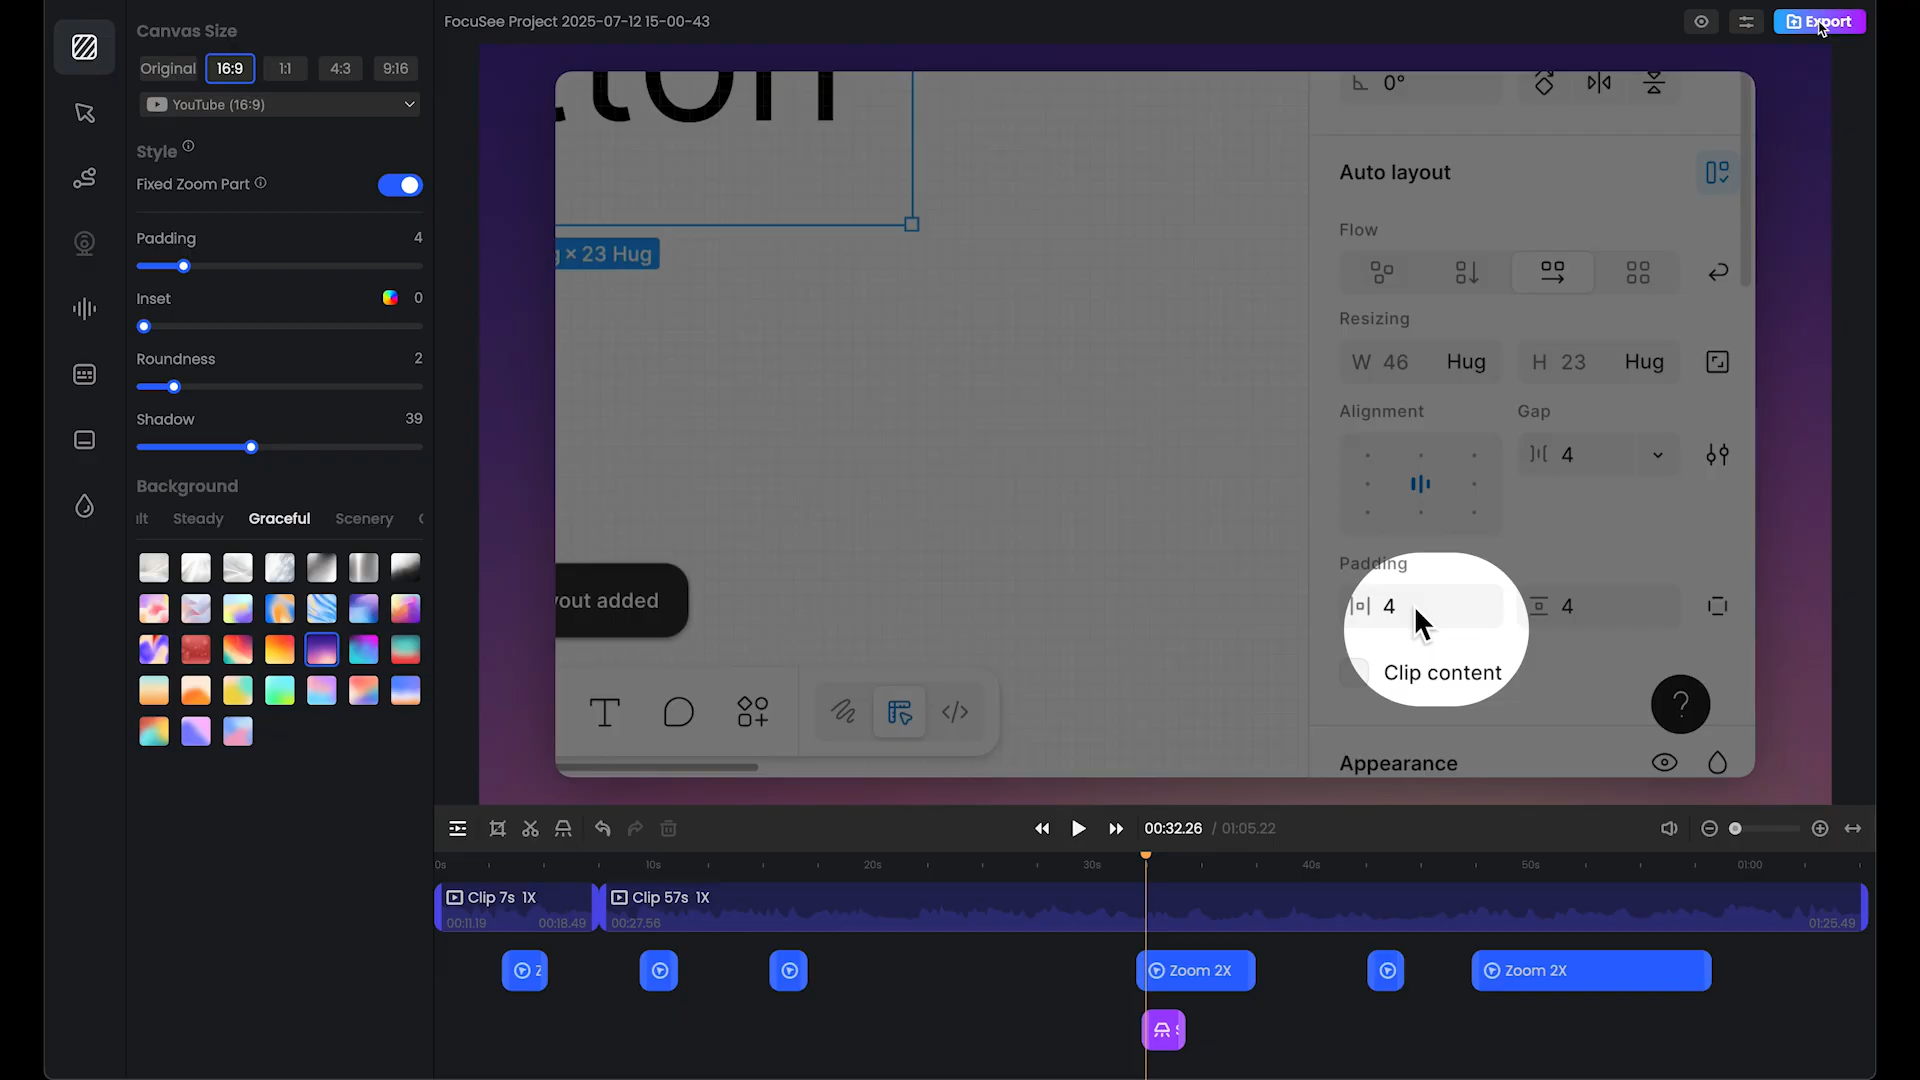 Canvas Size
FocuSee Project 2025-07-12 15-00-43
Export
Original
16:9
1:1
4:3
9:16
YouTube (16:9)
Style
Fixed Zoom Part
Padding
4
Inset
0
Roundness
2
Shadow
39
Background
Steady
Graceful
Scenery
tton
× 23 Hug
yout added
0°
Auto layout
Flow
Resizing
W 46 Hug
H 23 Hug
Alignment
Gap
4
Padding
4
4
Clip content
?
Appearance
00:32.26 / 01:05.22
0s
10s
20s
30s
40s
50s
01:00
Clip 7s 1X
00:11.19
00:18.49
Clip 57s 1X
00:27.56
01:25.49
Z
Zoom 2X
Zoom 2X